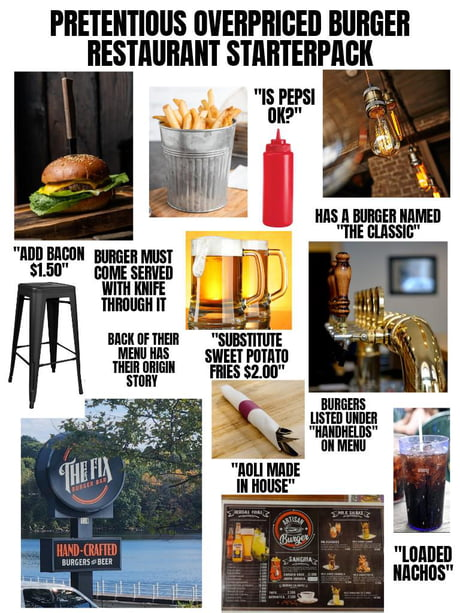 PRETENTIOUS OVERPRICED BURGER
RESTAURANT STARTERPACK
"IS PEPSI
OK?"
HAS A BURGER NAMED
"THE CLASSIC"
"ADD BACON
$1.50"
BURGER MUST
COME SERVED
WITH KNIFE
THROUGH IT
BACK OF THEIR
MENU HAS
THEIR ORIGIN
STORY
"SUBSTITUTE
SWEET POTATO
FRIES $2.00"
BURGERS
LISTED UNDER
"HANDHELDS"
ON MENU
"AOLI MADE
IN HOUSE"
THE FIX
BURGER BAR
HAND-CRAFTED
BURGERS
BEER
ARTISAN
Burger
SANGRIA
"LOADED
NACHOS"